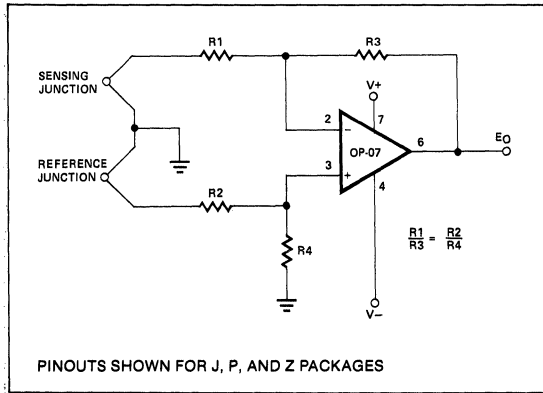 R1
R3
SENSING
JUNCTION
V+
7
2
−
6
EO
OP-07
REFERENCE
JUNCTION
3
+
4
R2
R1/R3 = R2/R4
R4
V−
PINOUTS SHOWN FOR J, P, AND Z PACKAGES